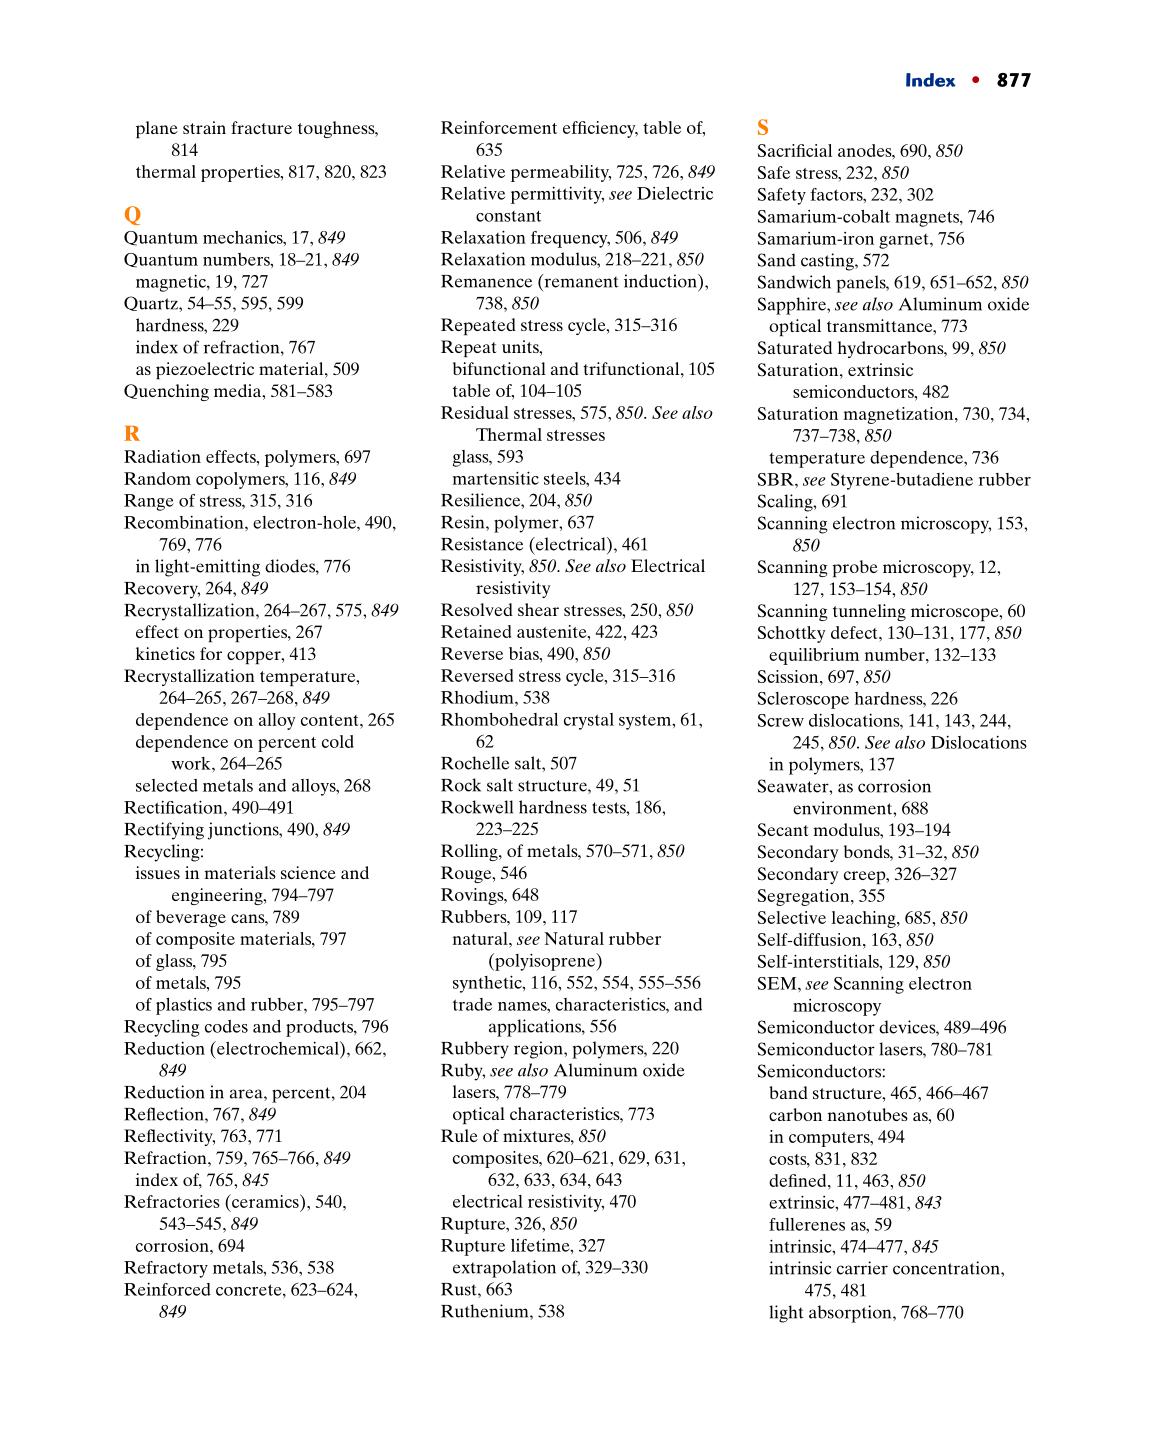 Index • 877
plane strain fracture toughness,
814
thermal properties, 817, 820, 823
Q
Quantum mechanics, 17, 849
Quantum numbers, 18–21, 849
magnetic, 19, 727
Quartz, 54–55, 595, 599
hardness, 229
index of refraction, 767
as piezoelectric material, 509
Quenching media, 581–583
R
Radiation effects, polymers, 697
Random copolymers, 116, 849
Range of stress, 315, 316
Recombination, electron-hole, 490,
769, 776
in light-emitting diodes, 776
Recovery, 264, 849
Recrystallization, 264–267, 575, 849
effect on properties, 267
kinetics for copper, 413
Recrystallization temperature,
264–265, 267–268, 849
dependence on alloy content, 265
dependence on percent cold
work, 264–265
selected metals and alloys, 268
Rectification, 490–491
Rectifying junctions, 490, 849
Recycling:
issues in materials science and
engineering, 794–797
of beverage cans, 789
of composite materials, 797
of glass, 795
of metals, 795
of plastics and rubber, 795–797
Recycling codes and products, 796
Reduction (electrochemical), 662,
849
Reduction in area, percent, 204
Reflection, 767, 849
Reflectivity, 763, 771
Refraction, 759, 765–766, 849
index of, 765, 845
Refractories (ceramics), 540,
543–545, 849
corrosion, 694
Refractory metals, 536, 538
Reinforced concrete, 623–624,
849
Reinforcement efficiency, table of,
635
Relative permeability, 725, 726, 849
Relative permittivity, see Dielectric
constant
Relaxation frequency, 506, 849
Relaxation modulus, 218–221, 850
Remanence (remanent induction),
738, 850
Repeated stress cycle, 315–316
Repeat units,
bifunctional and trifunctional, 105
table of, 104–105
Residual stresses, 575, 850. See also
Thermal stresses
glass, 593
martensitic steels, 434
Resilience, 204, 850
Resin, polymer, 637
Resistance (electrical), 461
Resistivity, 850. See also Electrical
resistivity
Resolved shear stresses, 250, 850
Retained austenite, 422, 423
Reverse bias, 490, 850
Reversed stress cycle, 315–316
Rhodium, 538
Rhombohedral crystal system, 61,
62
Rochelle salt, 507
Rock salt structure, 49, 51
Rockwell hardness tests, 186,
223–225
Rolling, of metals, 570–571, 850
Rouge, 546
Rovings, 648
Rubbers, 109, 117
natural, see Natural rubber
(polyisoprene)
synthetic, 116, 552, 554, 555–556
trade names, characteristics, and
applications, 556
Rubbery region, polymers, 220
Ruby, see also Aluminum oxide
lasers, 778–779
optical characteristics, 773
Rule of mixtures, 850
composites, 620–621, 629, 631,
632, 633, 634, 643
electrical resistivity, 470
Rupture, 326, 850
Rupture lifetime, 327
extrapolation of, 329–330
Rust, 663
Ruthenium, 538
S
Sacrificial anodes, 690, 850
Safe stress, 232, 850
Safety factors, 232, 302
Samarium-cobalt magnets, 746
Samarium-iron garnet, 756
Sand casting, 572
Sandwich panels, 619, 651–652, 850
Sapphire, see also Aluminum oxide
optical transmittance, 773
Saturated hydrocarbons, 99, 850
Saturation, extrinsic
semiconductors, 482
Saturation magnetization, 730, 734,
737–738, 850
temperature dependence, 736
SBR, see Styrene-butadiene rubber
Scaling, 691
Scanning electron microscopy, 153,
850
Scanning probe microscopy, 12,
127, 153–154, 850
Scanning tunneling microscope, 60
Schottky defect, 130–131, 177, 850
equilibrium number, 132–133
Scission, 697, 850
Scleroscope hardness, 226
Screw dislocations, 141, 143, 244,
245, 850. See also Dislocations
in polymers, 137
Seawater, as corrosion
environment, 688
Secant modulus, 193–194
Secondary bonds, 31–32, 850
Secondary creep, 326–327
Segregation, 355
Selective leaching, 685, 850
Self-diffusion, 163, 850
Self-interstitials, 129, 850
SEM, see Scanning electron
microscopy
Semiconductor devices, 489–496
Semiconductor lasers, 780–781
Semiconductors:
band structure, 465, 466–467
carbon nanotubes as, 60
in computers, 494
costs, 831, 832
defined, 11, 463, 850
extrinsic, 477–481, 843
fullerenes as, 59
intrinsic, 474–477, 845
intrinsic carrier concentration,
475, 481
light absorption, 768–770